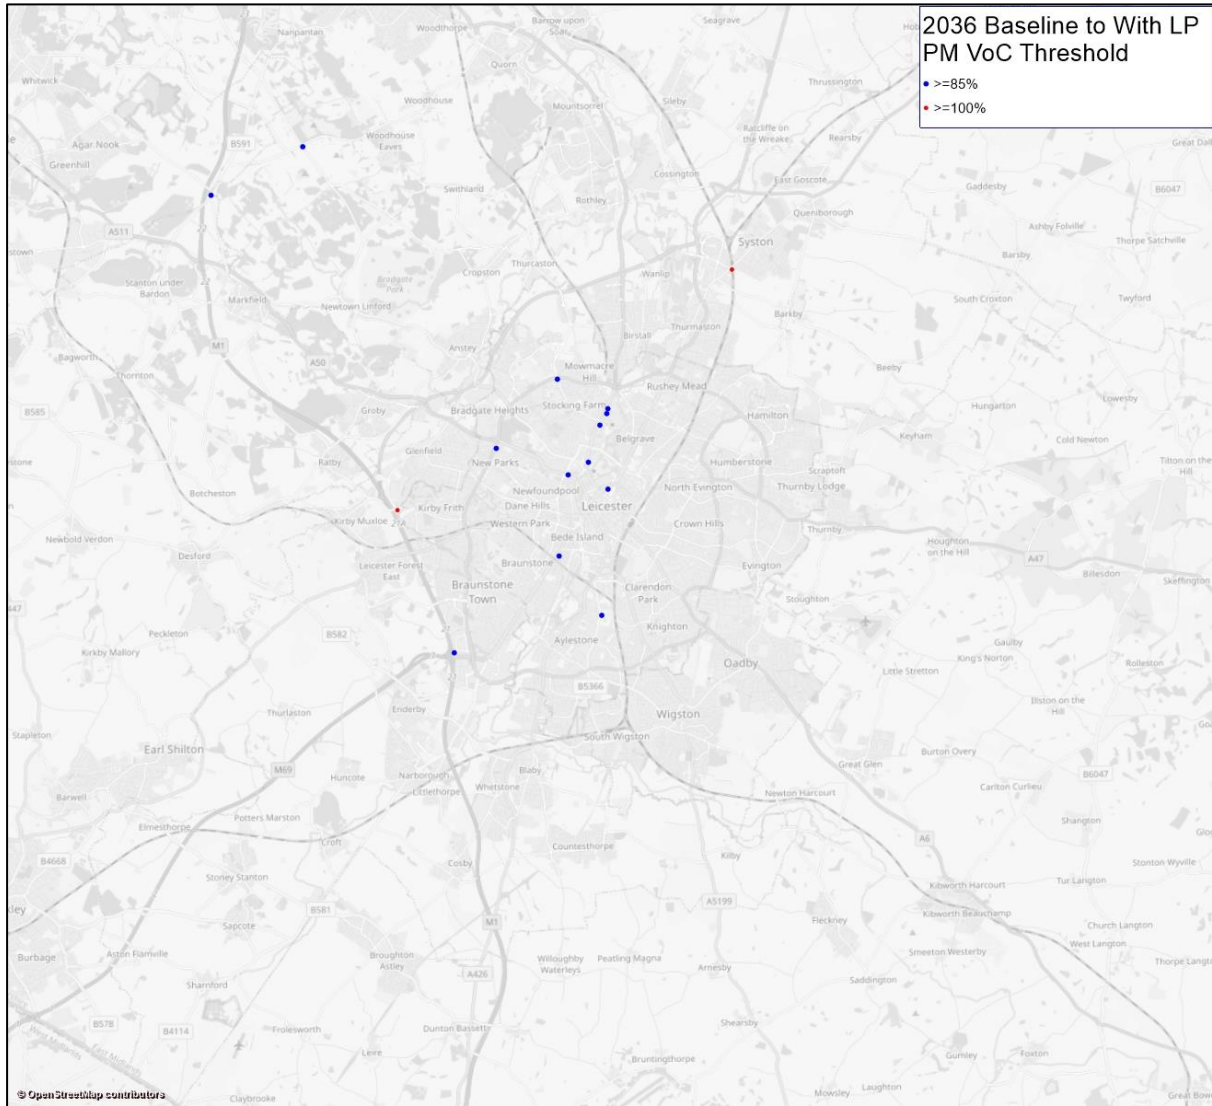 2036 Baseline to With LP
PM VoC Threshold
>=85%
>=100%
Nanpantan
Woodthorpe
Barrow upon
Soar
Seagrave
Whitwick
Quorn
Woodhouse
Mountsorrel
Sileby
Thrussington
Agar Nook
B591
Woodhouse
Eaves
Ratcliffe on
the Wreake
Rearsby
Greenhill
Swithland
Cossington
East Goscote
Gaddesby
B6047
Rothley
Queniborough
A511
22
Syston
Ashby Folville
Thorpe Satchville
Barsby
Stanton under
Bardon
Bradgate
Park
Cropston
Thurcaston
Wanlip
22
Markfield
Newtown Linford
Barkby
South Croxton
Twyford
Thurmaston
Birstall
M1
Anstey
A50
Bagworth
Thornton
Mowmacre
Hill
Rushey Mead
Beeby
B585
Groby
Bradgate Heights
Stocking Farm
Hamilton
Hungarton
Lowesby
Belgrave
Keyham
Cold Newton
Ratby
Glenfield
New Parks
Humberstone
Scraptoft
Tilton on the
Hill
Botcheston
Newfoundpool
North Evington
Thurnby Lodge
Kirby Muxloe
Kirby Frith
Dane Hills
Leicester
Western Park
Crown Hills
Thurnby
Newbold Verdon
Bede Island
Houghton
on the Hill
Desford
Leicester Forest
East
Braunstone
A47
Billesdon
Skeffington
Evington
Braunstone
Town
Clarendon
Park
Stoughton
Peckleton
B582
Knighton
Aylestone
Gaulby
Kirby Mallory
King's Norton
Rolleston
Oadby
Little Stretton
B5366
Illston on the
Hill
Thurlaston
Enderby
Wigston
Stapleton
Earl Shilton
South Wigston
Burton Overy
M69
Huncote
Narborough
Blaby
Great Glen
B6047
Littlethorpe
Whetstone
Newton Harcourt
Carlton Curlieu
Barwell
Potters Marston
Elmesthorpe
Shangton
Croft
Countesthorpe
A6
B4668
Cosby
Kilby
Stonton Wyville
Stoney Stanton
Kibworth Harcourt
Tur Langton
B581
A5199
Kibworth Beauchamp
Sapcote
M1
Fleckney
Church Langton
West Langton
Burbage
Aston Flamville
Broughton
Astley
Willoughby
Waterleys
Peatling Magna
Arnesby
Smeeton Westerby
Sharnford
A426
Saddington
B578
B4114
Frolesworth
Dunton Bassett
Shearsby
West Midlands
East Midlands
Leire
Bruntingthorpe
Gumley
Foxton
Claybrooke
Mowsley
Laughton
© OpenStreetMap contributors